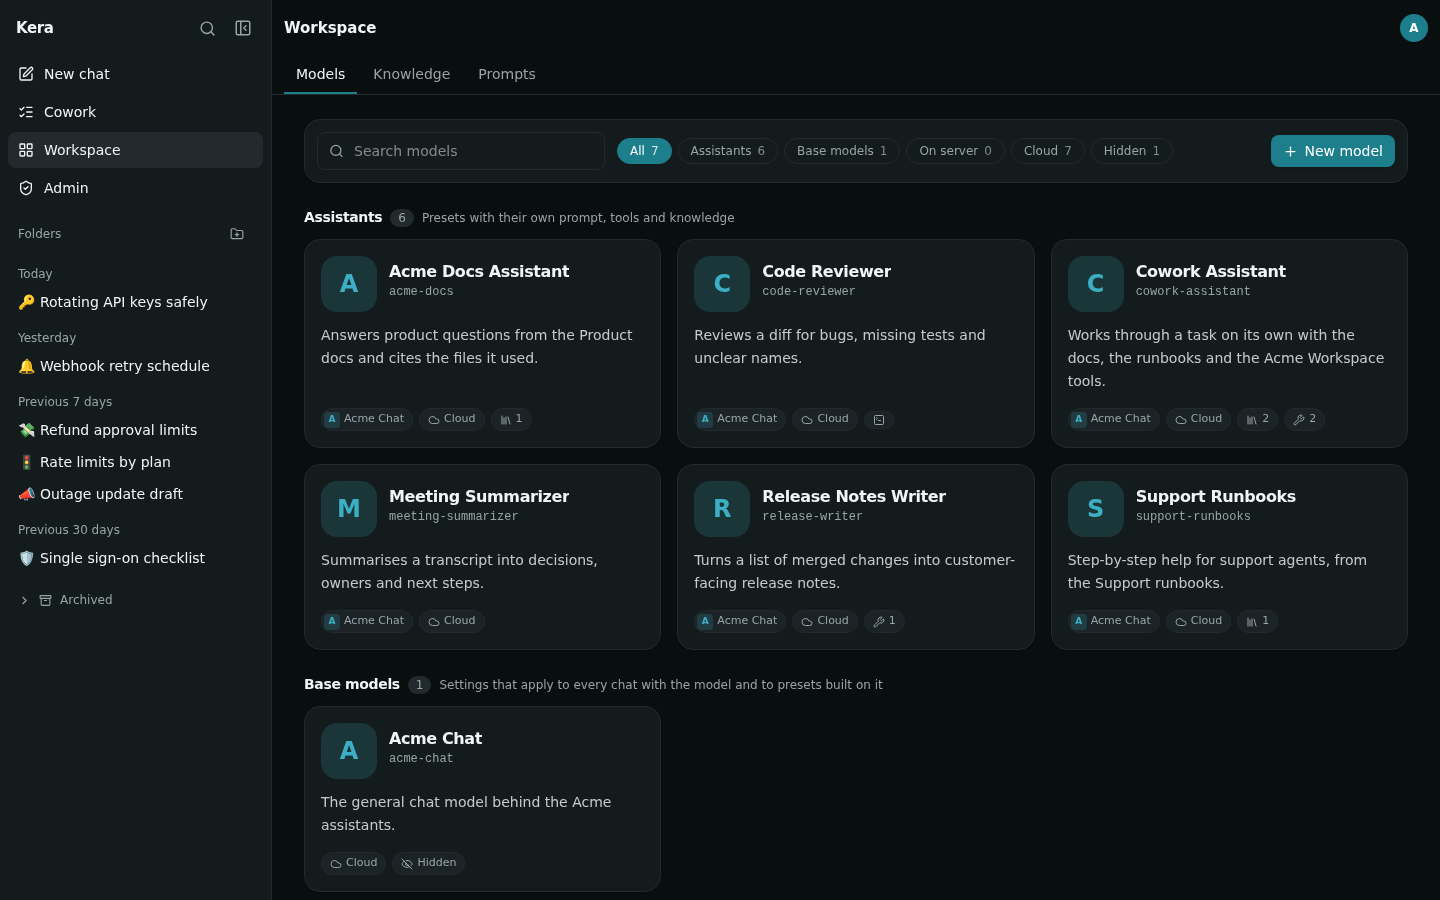 Kera
New chat
Cowork
Workspace
Admin
Folders
Today
🔑 Rotating API keys safely
Yesterday
🔔 Webhook retry schedule
Previous 7 days
💸 Refund approval limits
🚦 Rate limits by plan
📣 Outage update draft
Previous 30 days
🛡️ Single sign-on checklist
Archived
Workspace
A
Models Knowledge Prompts
Search models
All 7 Assistants 6 Base models 1 On server 0 Cloud 7 Hidden 1
New model
Assistants 6 Presets with their own prompt, tools and knowledge
A
Acme Docs Assistant
acme-docs
Answers product questions from the Product
docs and cites the files it used.
A Acme Chat Cloud 1
C
Code Reviewer
code-reviewer
Reviews a diff for bugs, missing tests and
unclear names.
A Acme Chat Cloud
C
Cowork Assistant
cowork-assistant
Works through a task on its own with the
docs, the runbooks and the Acme Workspace
tools.
A Acme Chat Cloud 2 2
M
Meeting Summarizer
meeting-summarizer
Summarises a transcript into decisions,
owners and next steps.
A Acme Chat Cloud
R
Release Notes Writer
release-writer
Turns a list of merged changes into customer-
facing release notes.
A Acme Chat Cloud 1
S
Support Runbooks
support-runbooks
Step-by-step help for support agents, from
the Support runbooks.
A Acme Chat Cloud 1
Base models 1 Settings that apply to every chat with the model and to presets built on it
A
Acme Chat
acme-chat
The general chat model behind the Acme
assistants.
Cloud Hidden